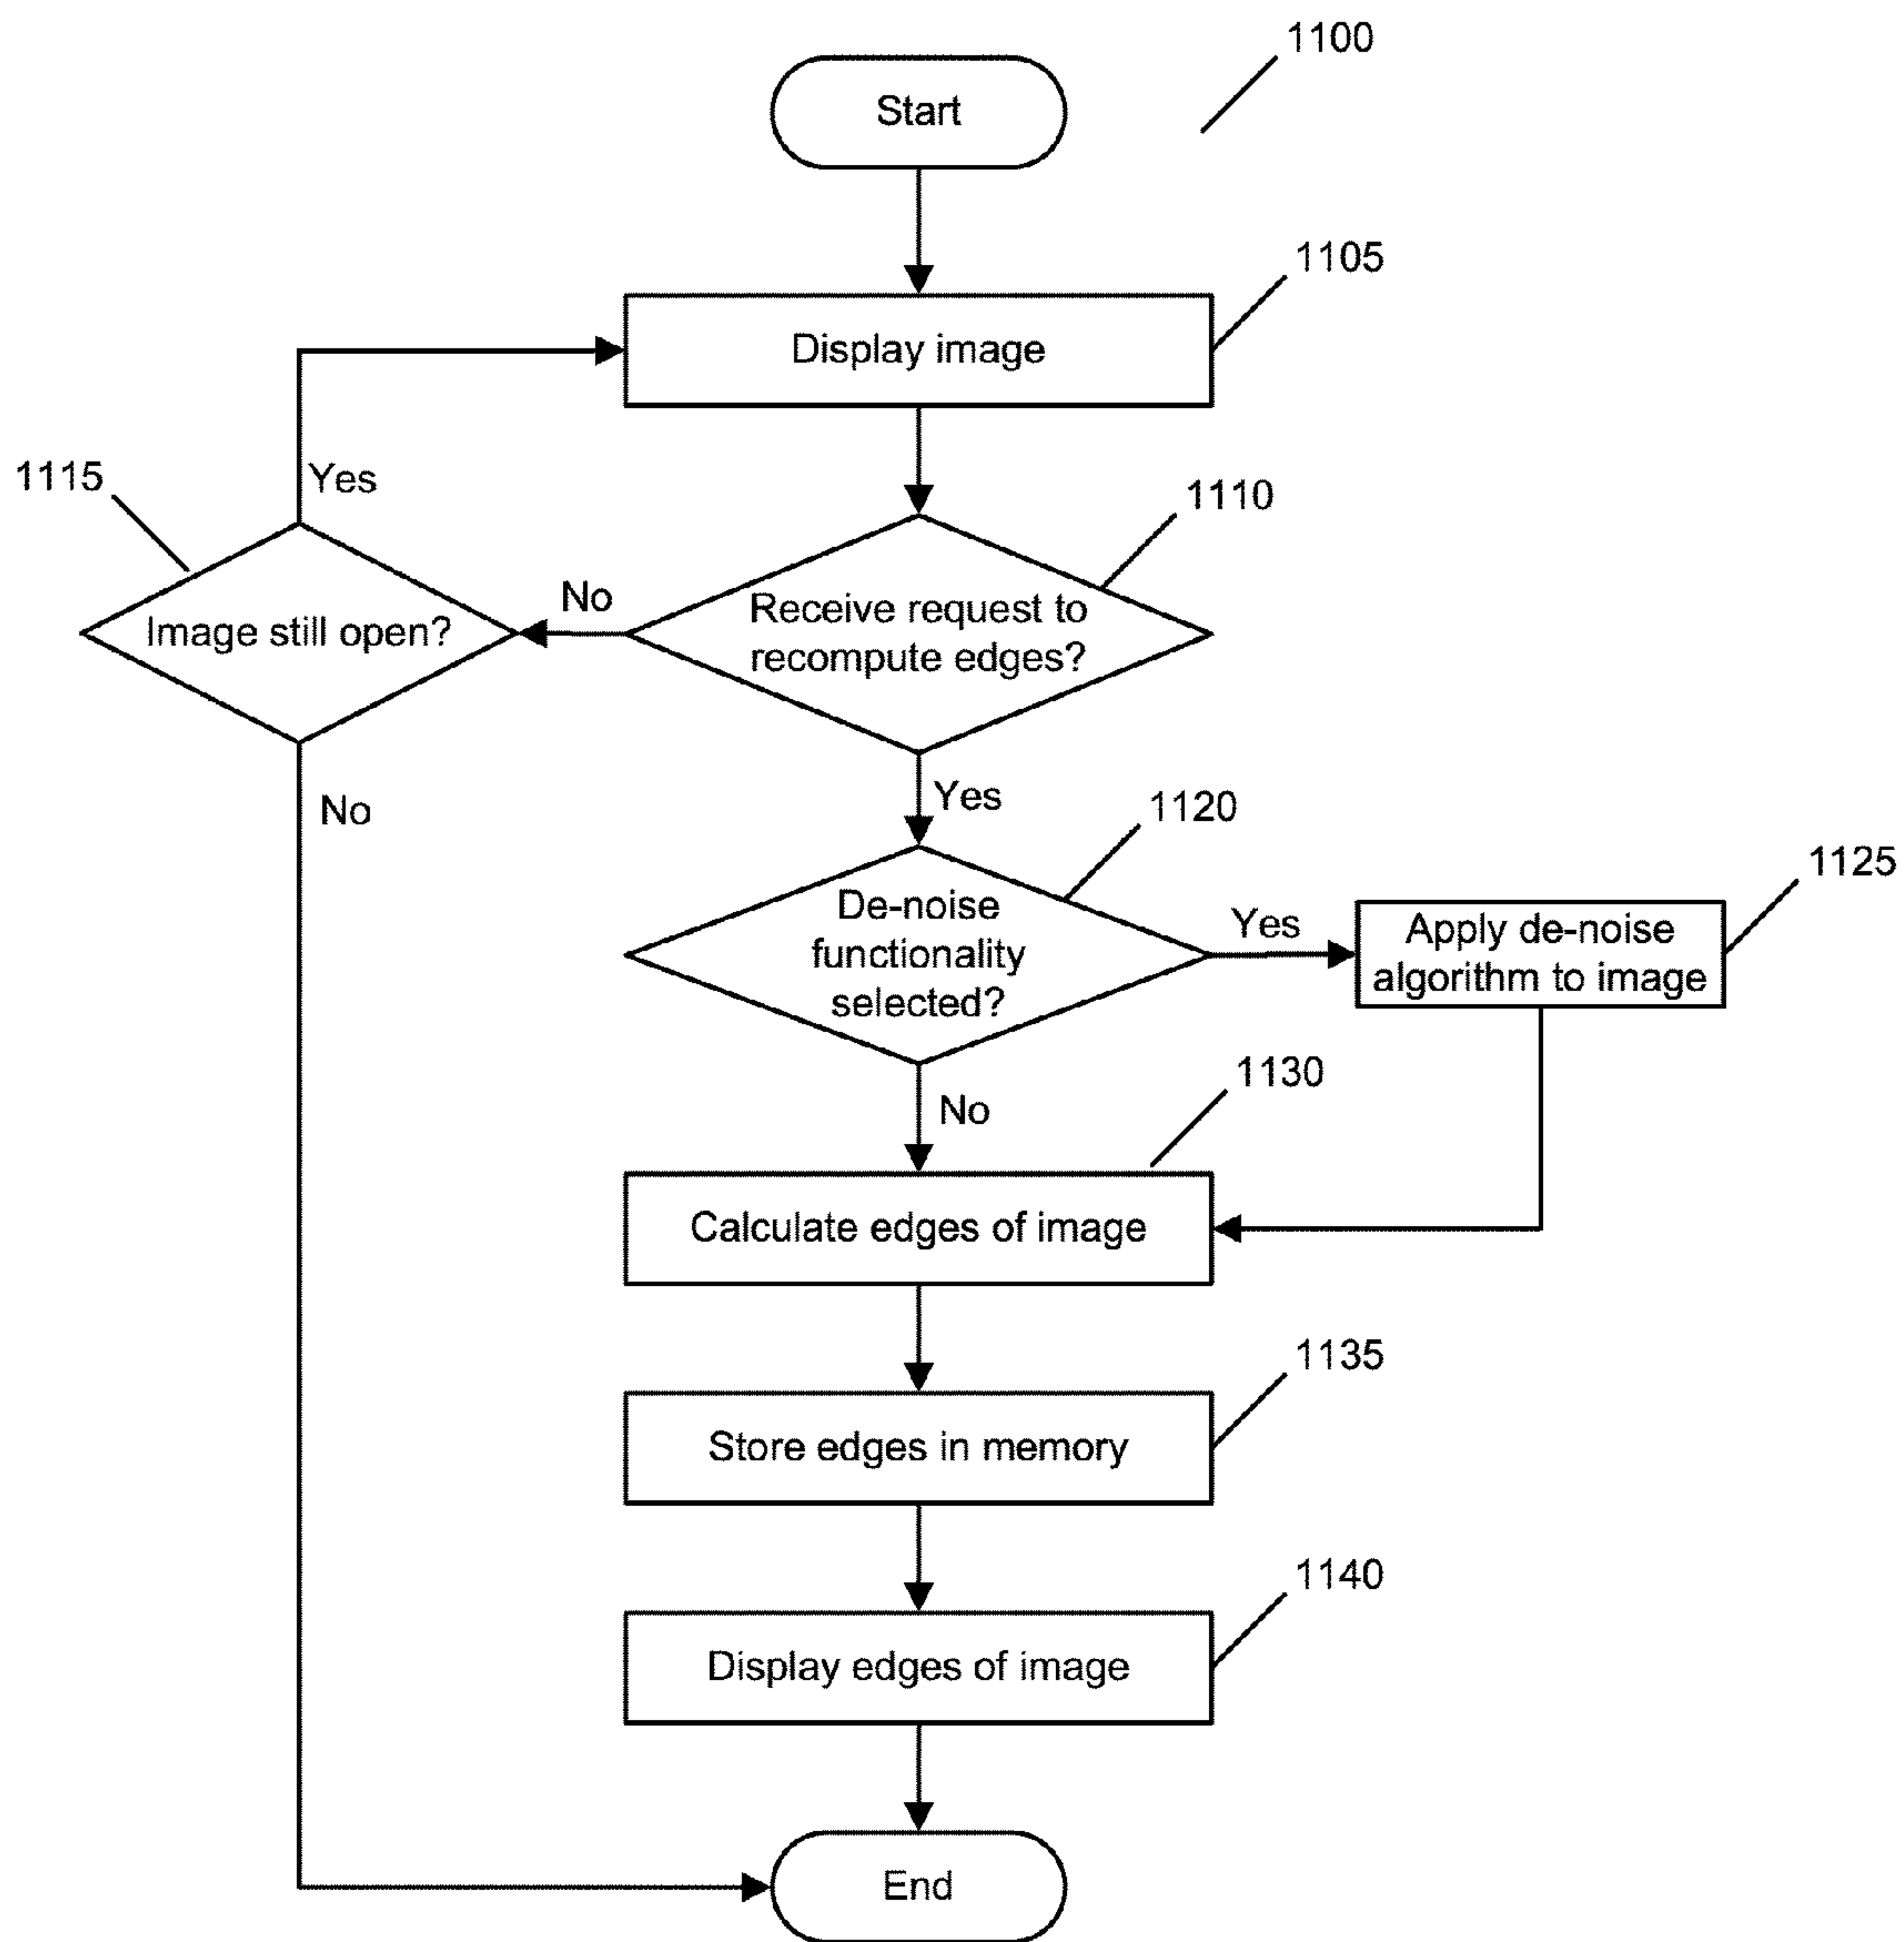 1100
Start
1105
Display image
1115
Yes
1110
No
Receive request to
recompute edges?
Image still open?
Yes
No
1120
1125
De-noise
functionality
selected?
Yes
Apply de-noise
algorithm to image
1130
No
Calculate edges of image
1135
Store edges in memory
1140
Display edges of image
End